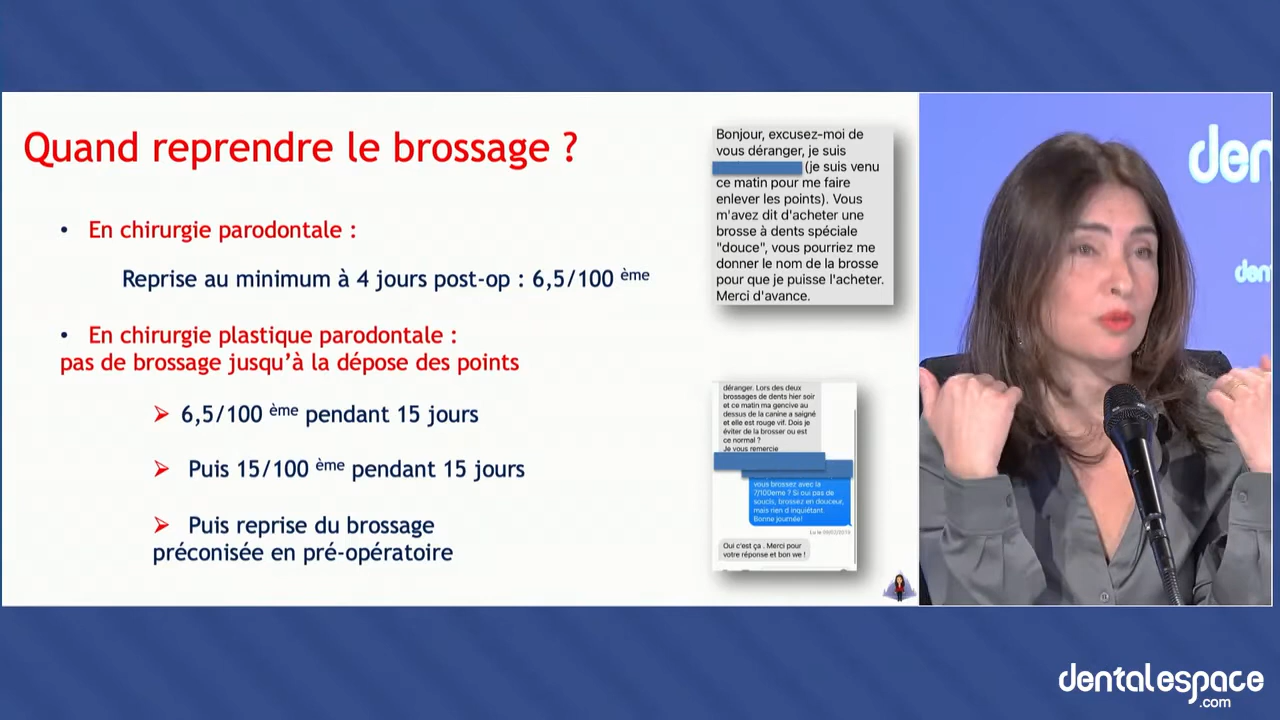 Quand reprendre le brossage ?
• En chirurgie parodontale :
Reprise au minimum à 4 jours post-op : 6,5/100 ème
• En chirurgie plastique parodontale :
pas de brossage jusqu'à la dépose des points
➢ 6,5/100 ème pendant 15 jours
➢ Puis 15/100 ème pendant 15 jours
➢ Puis reprise du brossage
préconisée en pré-opératoire
Bonjour, excusez-moi de
vous déranger, je suis
(je suis venu
ce matin pour me faire
enlever les points). Vous
m'avez dit d'acheter une
brosse à dents spéciale
"douce", vous pourriez me
donner le nom de la brosse
pour que je puisse l'acheter.
Merci d'avance.
déranger. Lors des deux
brossages de dents hier soir
et ce matin ma gencive au
dessus de la canine a saigné
et elle est rouge vif. Dois je
éviter de la brosser ou est
ce normal ?
Je vous remercie
vous brossez avec la
7/100eme ? Si oui pas de
soucis, brossez en douceur,
mais rien d inquiétant
Bonne journée!
Oui c'est ça . Merci pour
votre réponse et bon we !
den
den
dentalespace
.com